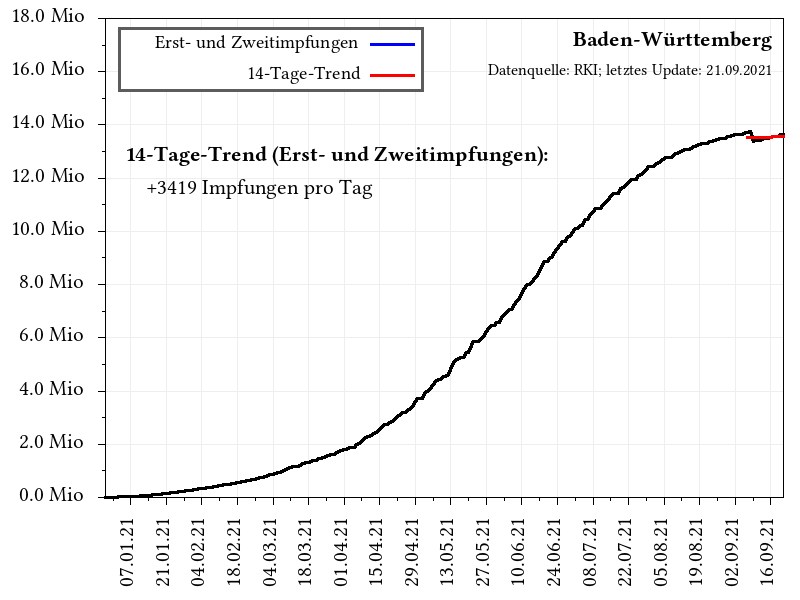 18.0 Mio
16.0 Mio
14.0 Mio
12.0 Mio
10.0 Mio
8.0 Mio
6.0 Mio
4.0 Mio
2.0 Mio
0.0 Mio
Erst- und Zweitimpfungen
14-Tage-Trend
Baden-Württemberg
Datenquelle: RKI; letztes Update: 21.09.2021
14-Tage-Trend (Erst- und Zweitimpfungen):
+3419 Impfungen pro Tag
07.01.21
21.01.21
04.02.21
18.02.21
04.03.21
18.03.21
01.04.21
15.04.21
29.04.21
13.05.21
27.05.21
10.06.21
24.06.21
08.07.21
22.07.21
05.08.21
19.08.21
02.09.21
16.09.21